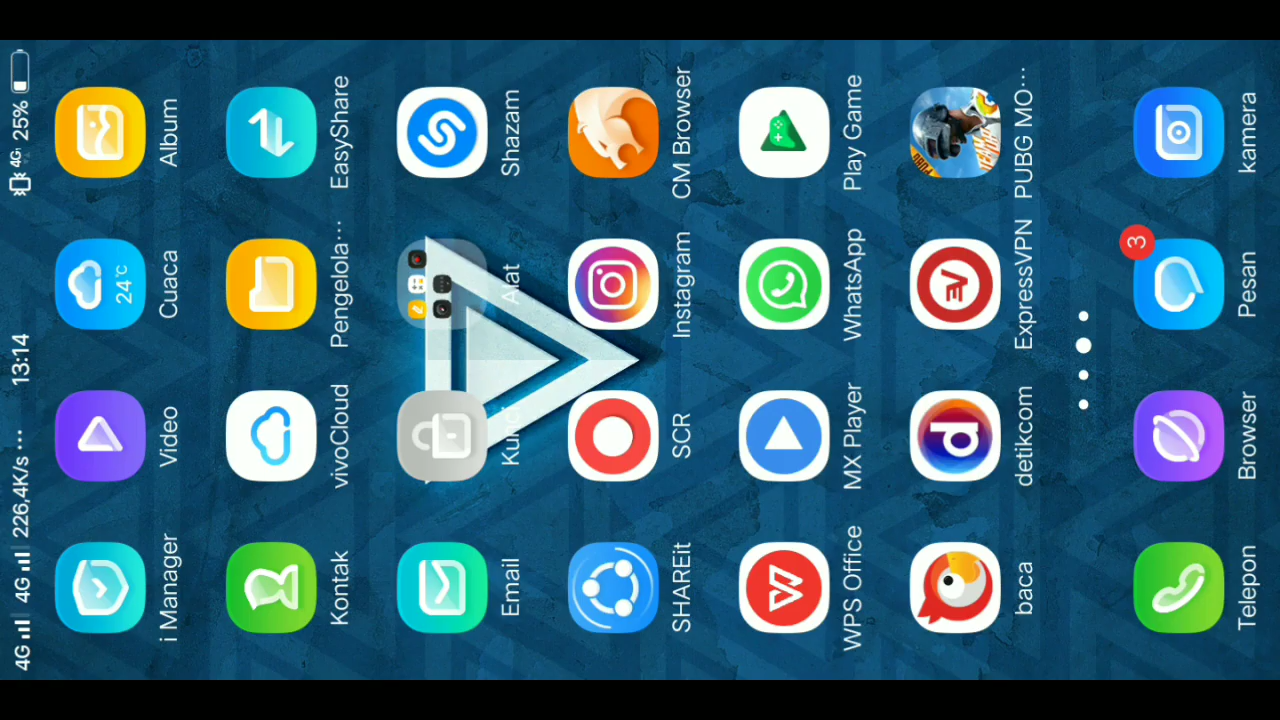 4G 4G 226,4K/s ··· 13:14 4G 25%
24°C
i Manager Video Cuaca Album
Kontak vivoCloud Pengelola··· EasyShare
Email Kunci Alat Shazam
SHAREit SCR Instagram CM Browser
WPS Office MX Player WhatsApp Play Game
baca detikcom ExpressVPN PUBG MO···
3
Telepon Browser Pesan kamera